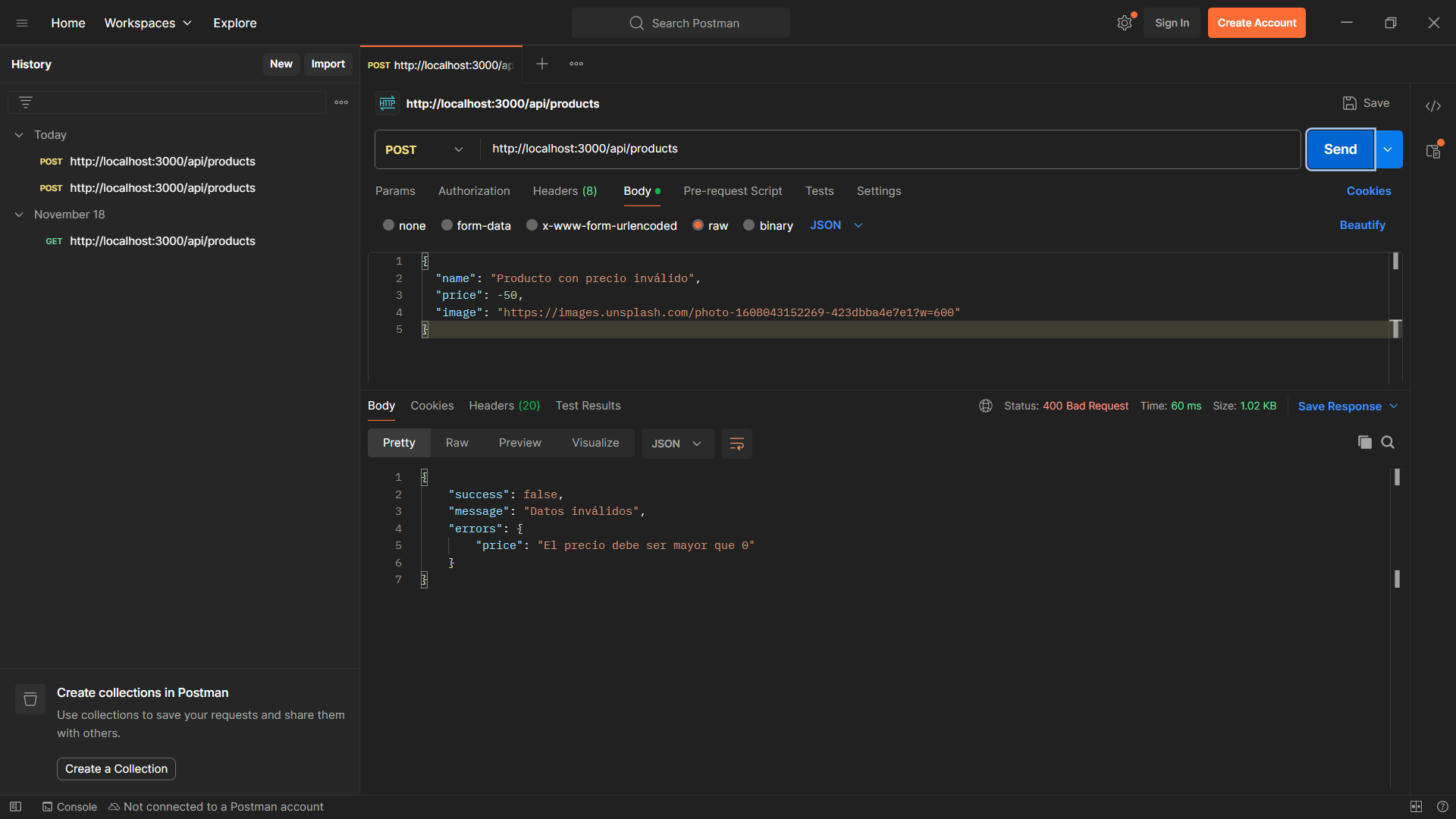 Home Workspaces Explore Search Postman Sign In Create Account
History New Import POST http://localhost:3000/ap
HTTP http://localhost:3000/api/products Save
Today
POST http://localhost:3000/api/products
POST http://localhost:3000/api/products
November 18
GET http://localhost:3000/api/products
POST http://localhost:3000/api/products Send
Params Authorization Headers (8) Body Pre-request Script Tests Settings Cookies
none form-data x-www-form-urlencoded raw binary JSON Beautify
1 {
2 "name": "Producto con precio inválido",
3 "price": -50,
4 "image": "https://images.unsplash.com/photo-1608043152269-423dbba4e7e1?w=600"
5 }
Body Cookies Headers (20) Test Results Status: 400 Bad Request Time: 60 ms Size: 1.02 KB Save Response
Pretty Raw Preview Visualize JSON
1 {
2 "success": false,
3 "message": "Datos inválidos",
4 "errors": {
5 "price": "El precio debe ser mayor que 0"
6 }
7 }
Create collections in Postman
Use collections to save your requests and share them
with others.
Create a Collection
Console Not connected to a Postman account